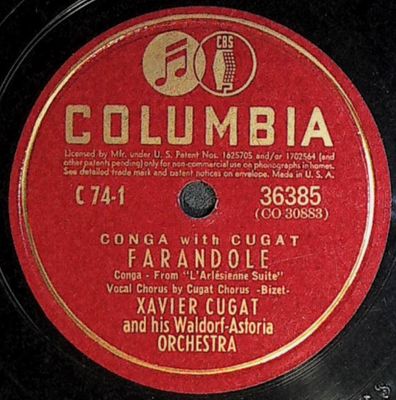 CBS
COLUMBIA
Licensed by Mfr. under U. S. Patent Nos. 1625705 and/or 1702564 (and
other patents pending) only for non-commercial use on phonographs in homes.
See detailed trade mark and patent notices on envelope. Made in U. S. A.
C 74-1 36385
(CO 30883)
CONGA with CUGAT
FARANDOLE
Conga - From "L'Arlésienne Suite"
Vocal Chorus by Cugat Chorus -Bizet-
XAVIER CUGAT
and his Waldorf-Astoria
ORCHESTRA